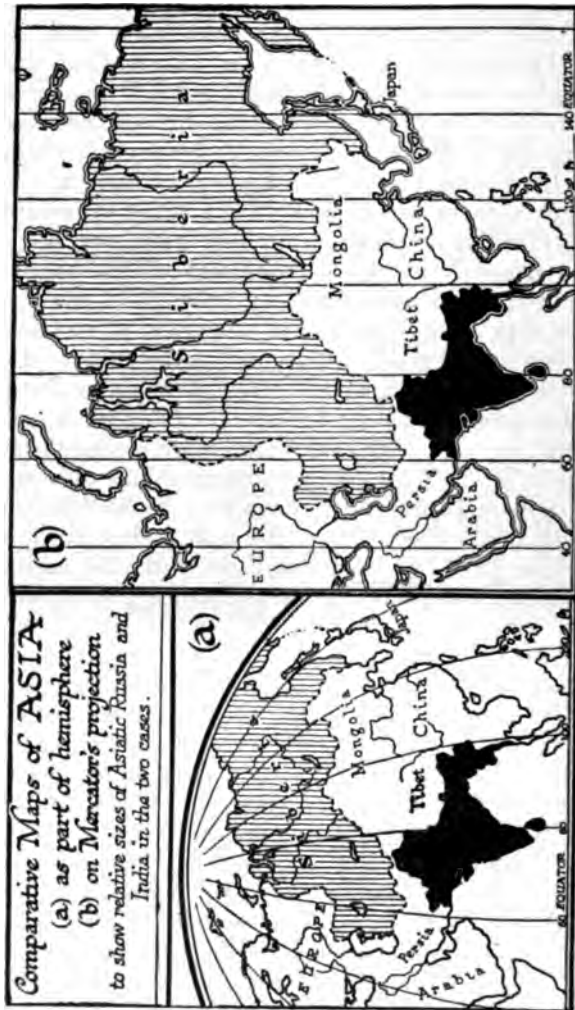 Comparative Maps of ASIA
(a) as part of hemisphere
(b) on Mercator's projection
to show relative sizes of Asiatic Russia and
India in the two cases.
(a)
Siberia
EUROPE
Japan
Mongolia
China
Tibet
Persia
Arabia
60 EQUATOR
80
(b)
Siberia
EUROPE
Japan
Mongolia
China
Tibet
Persia
Arabia
40
60
80
140 EQUATOR